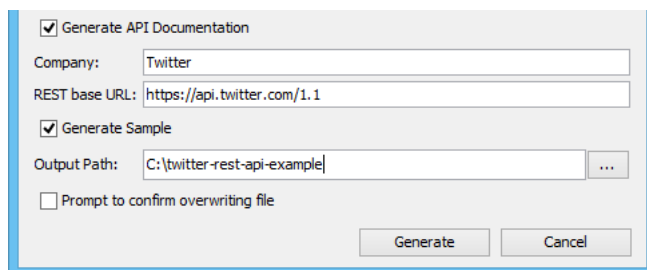 Generate API Documentation
Company: Twitter
REST base URL: https://api.twitter.com/1.1
Generate Sample
Output Path: C:\twitter-rest-api-example ...
Prompt to confirm overwriting file
Generate Cancel